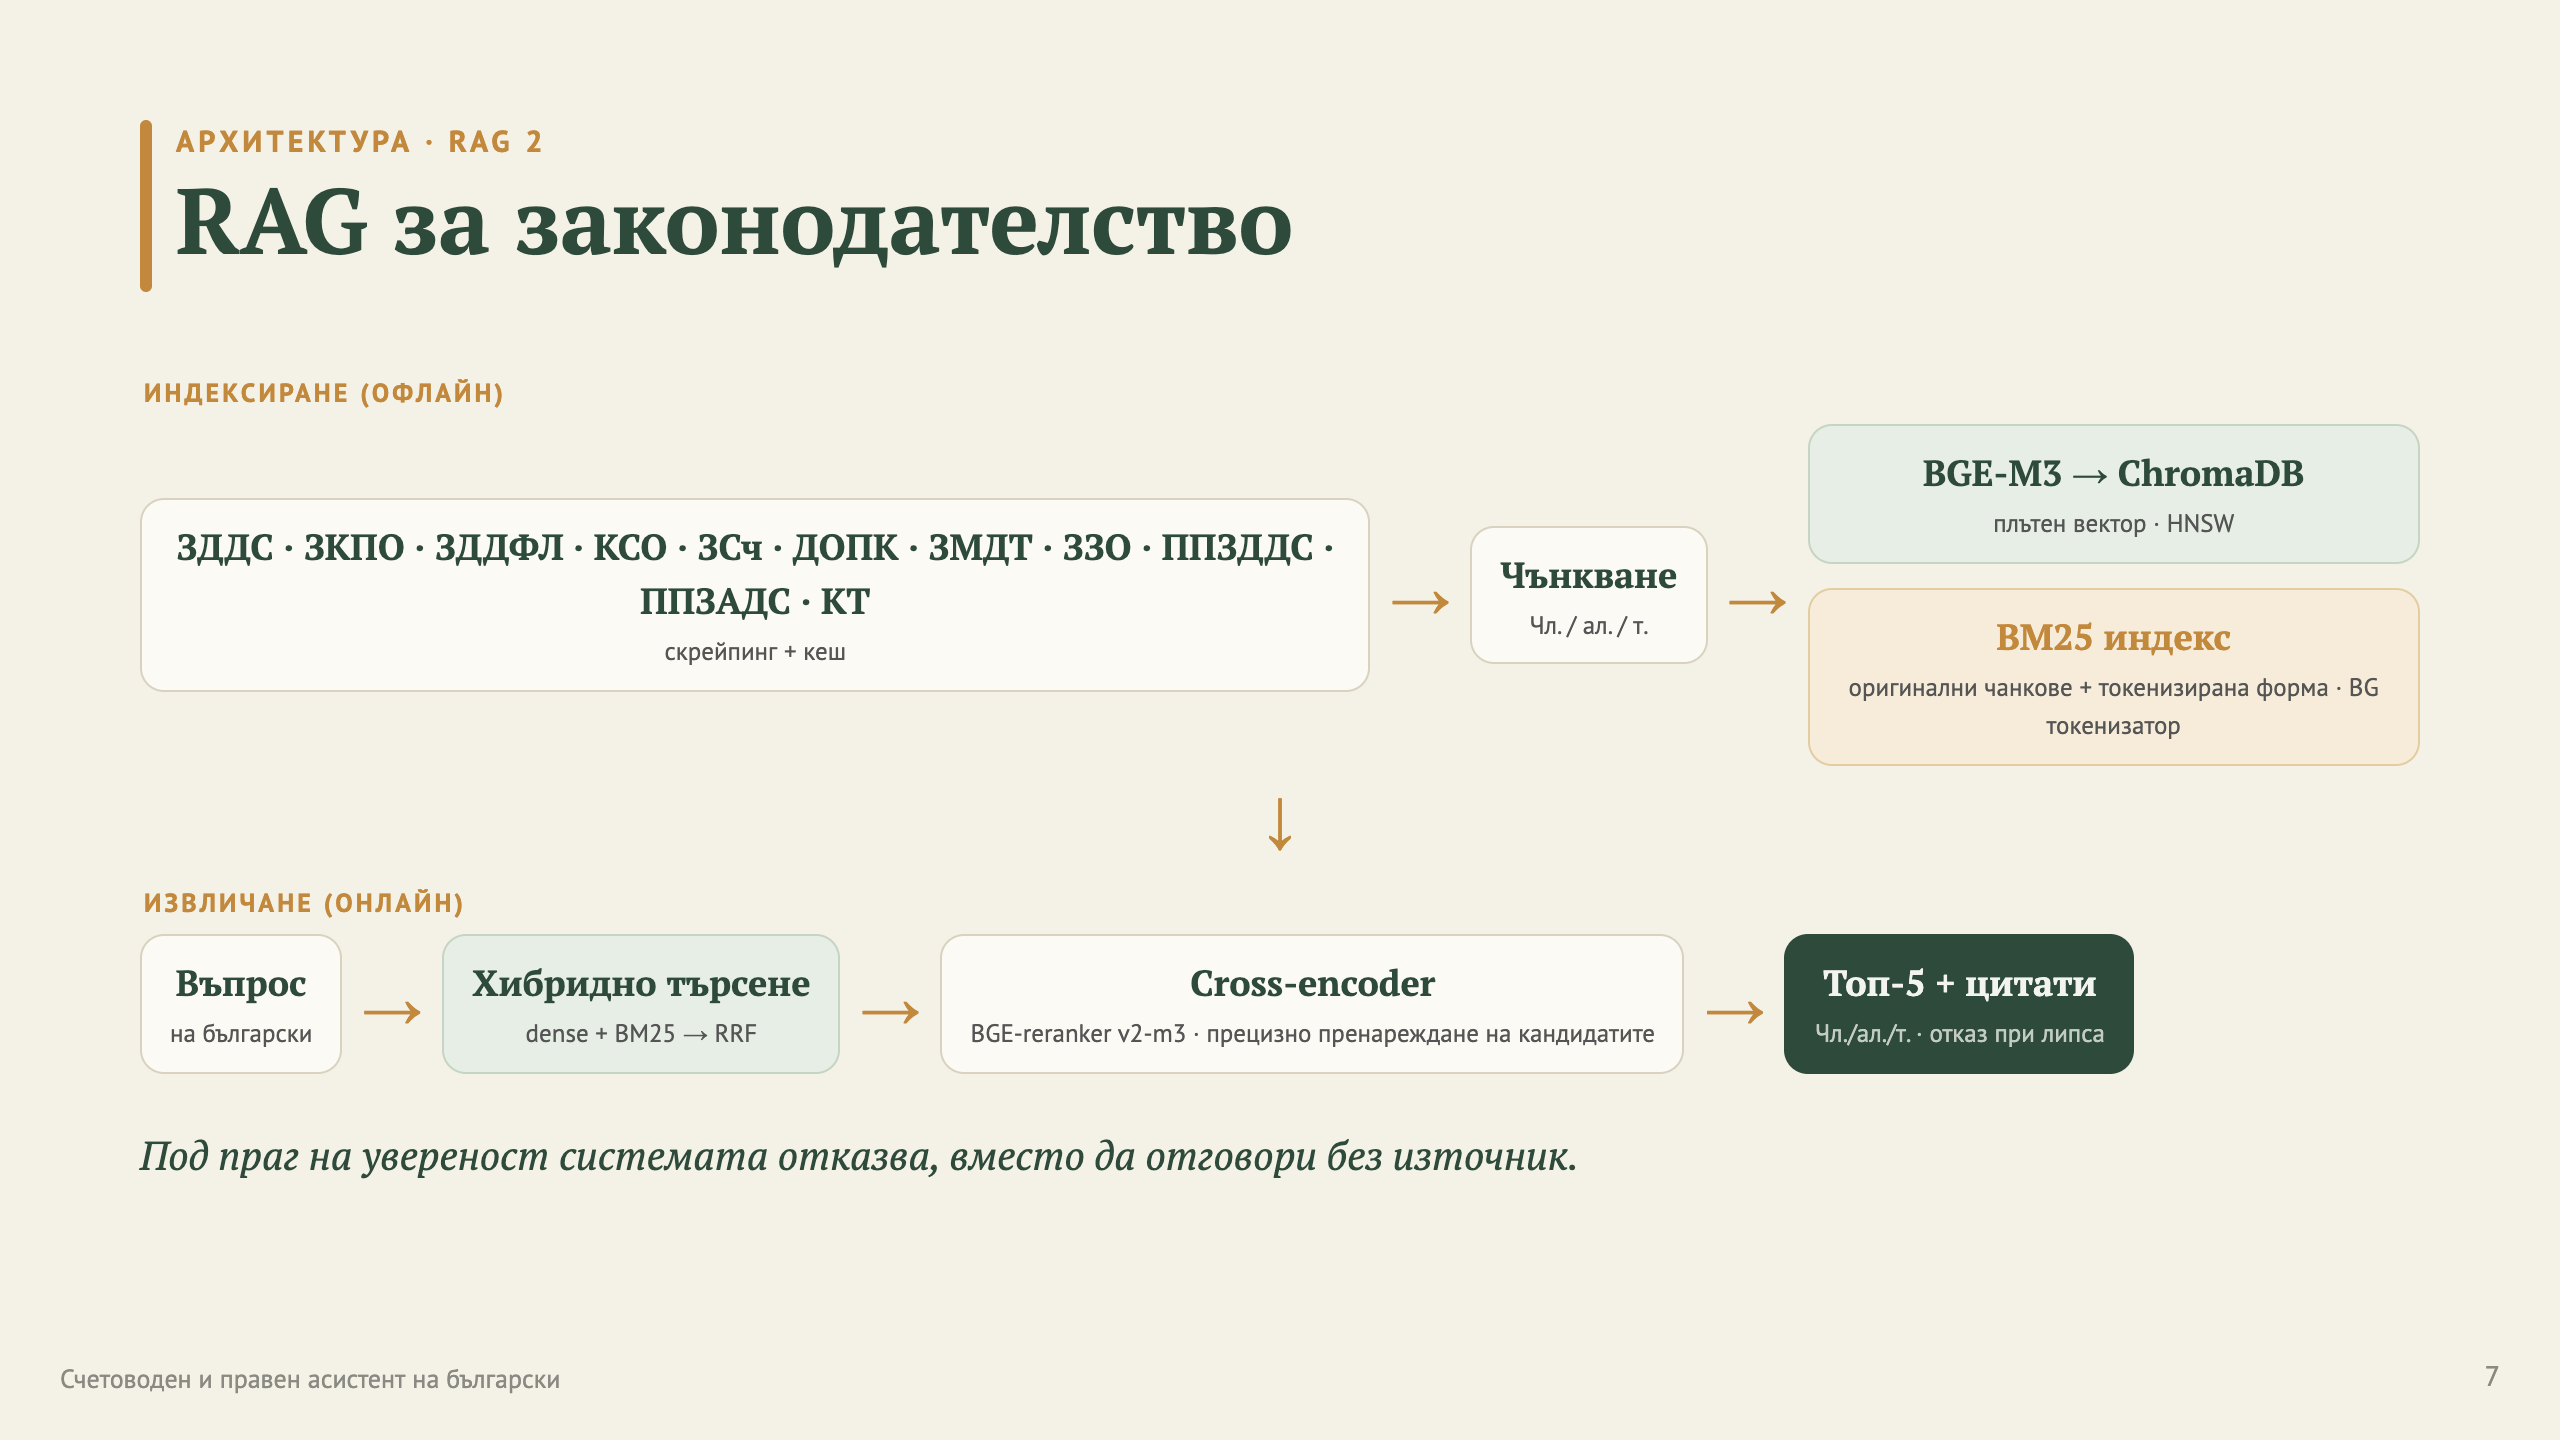 АРХИТЕКТУРА · RAG 2
RAG за законодателство
ИНДЕКСИРАНЕ (ОФЛАЙН)
ЗДДС · ЗКПО · ЗДДФЛ · КСО · ЗСч · ДОПК · ЗМДТ · ЗЗО · ППЗДДС ·
ППЗАДС · КТ
скрейпинг + кеш
→
Чънкване
Чл. / ал. / т.
→
BGE-M3 → ChromaDB
плътен вектор · HNSW
BM25 индекс
оригинални чанкове + токенизирана форма · BG
токенизатор
↓
ИЗВЛИЧАНЕ (ОНЛАЙН)
Въпрос
на български
→
Хибридно търсене
dense + BM25 → RRF
→
Cross-encoder
BGE-reranker v2-m3 · прецизно пренареждане на кандидатите
→
Топ-5 + цитати
Чл./ал./т. · отказ при липса
Под праг на увереност системата отказва, вместо да отговори без източник.
Счетоводен и правен асистент на български
7